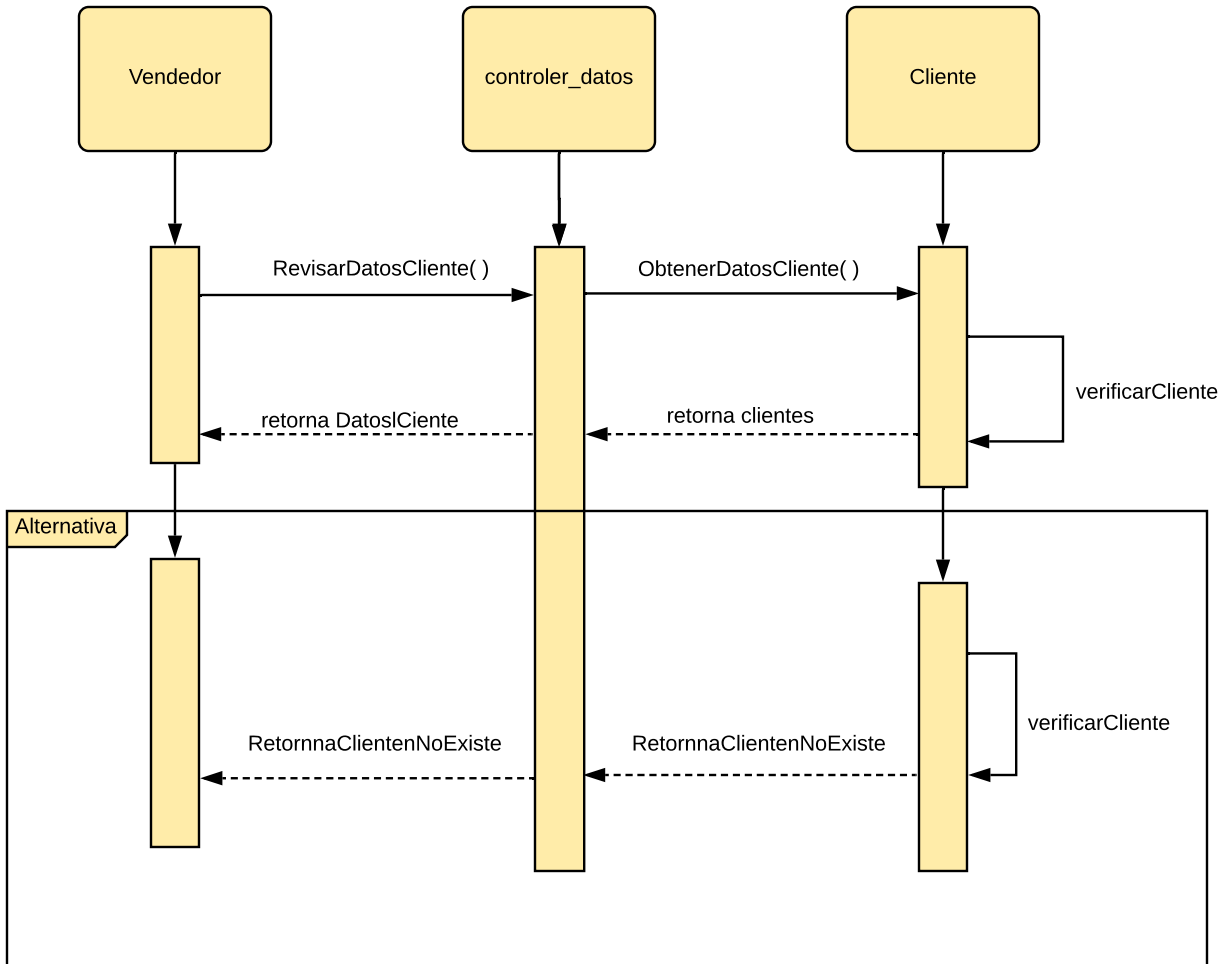 Vendedor
controler_datos
Cliente
RevisarDatosCliente( )
ObtenerDatosCliente( )
verificarCliente
retorna DatoslCiente
retorna clientes
Alternativa
verificarCliente
RetornnaClientenNoExiste
RetornnaClientenNoExiste